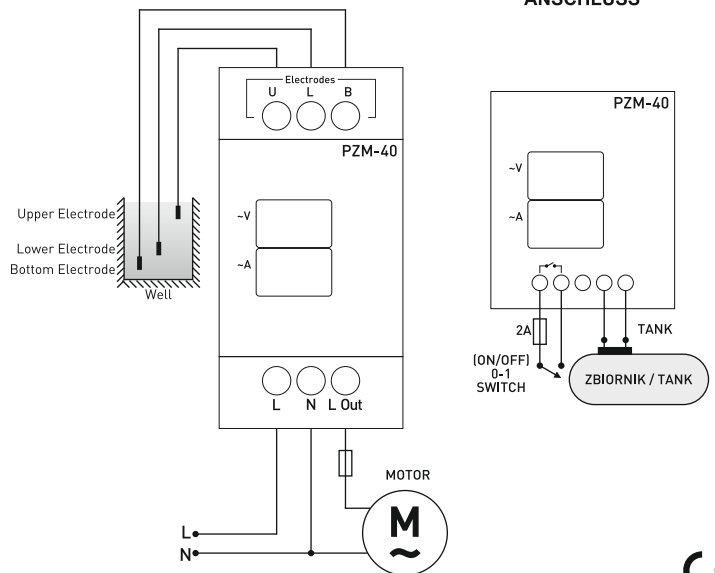 ANSCHLUSS
Electrodes
U L B
PZM-40
~V
~A
Upper Electrode
Lower Electrode
Bottom Electrode
Well
L N L Out
MOTOR
M
~
L
N
PZM-40
~V
~A
2A
TANK
(ON/OFF)
0-1
SWITCH
ZBIORNIK / TANK